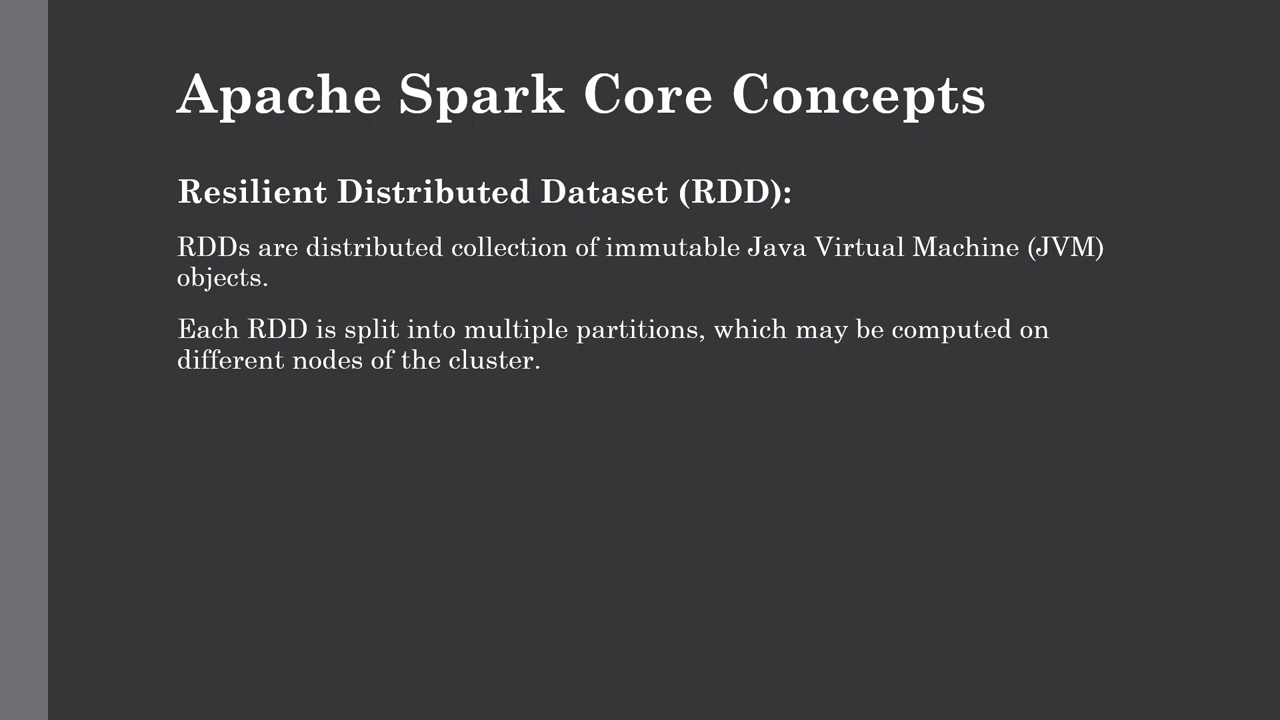 Apache Spark Core Concepts
Resilient Distributed Dataset (RDD):
RDDs are distributed collection of immutable Java Virtual Machine (JVM)
objects.
Each RDD is split into multiple partitions, which may be computed on
different nodes of the cluster.